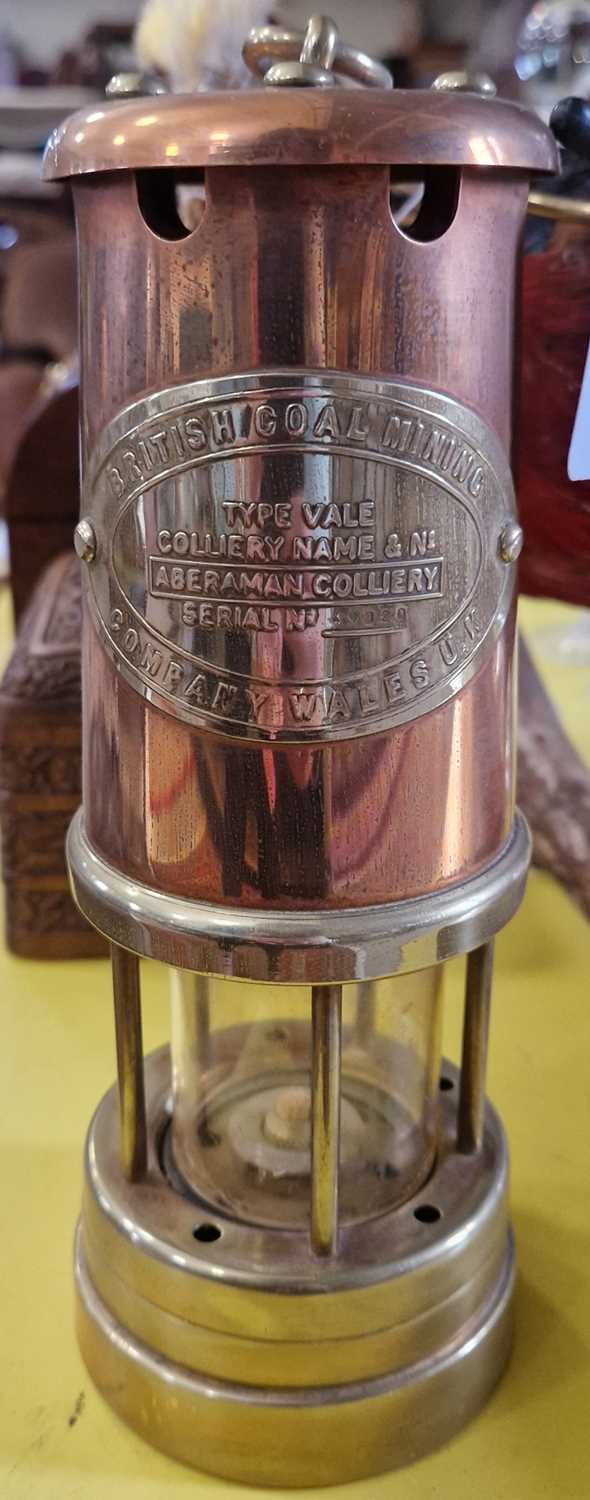 BRITISH COAL MINING
TYPE VALE
COLLIERY NAME & Nº
ABERAMAN COLLIERY
SERIAL Nº
COMPANY WALES U.K